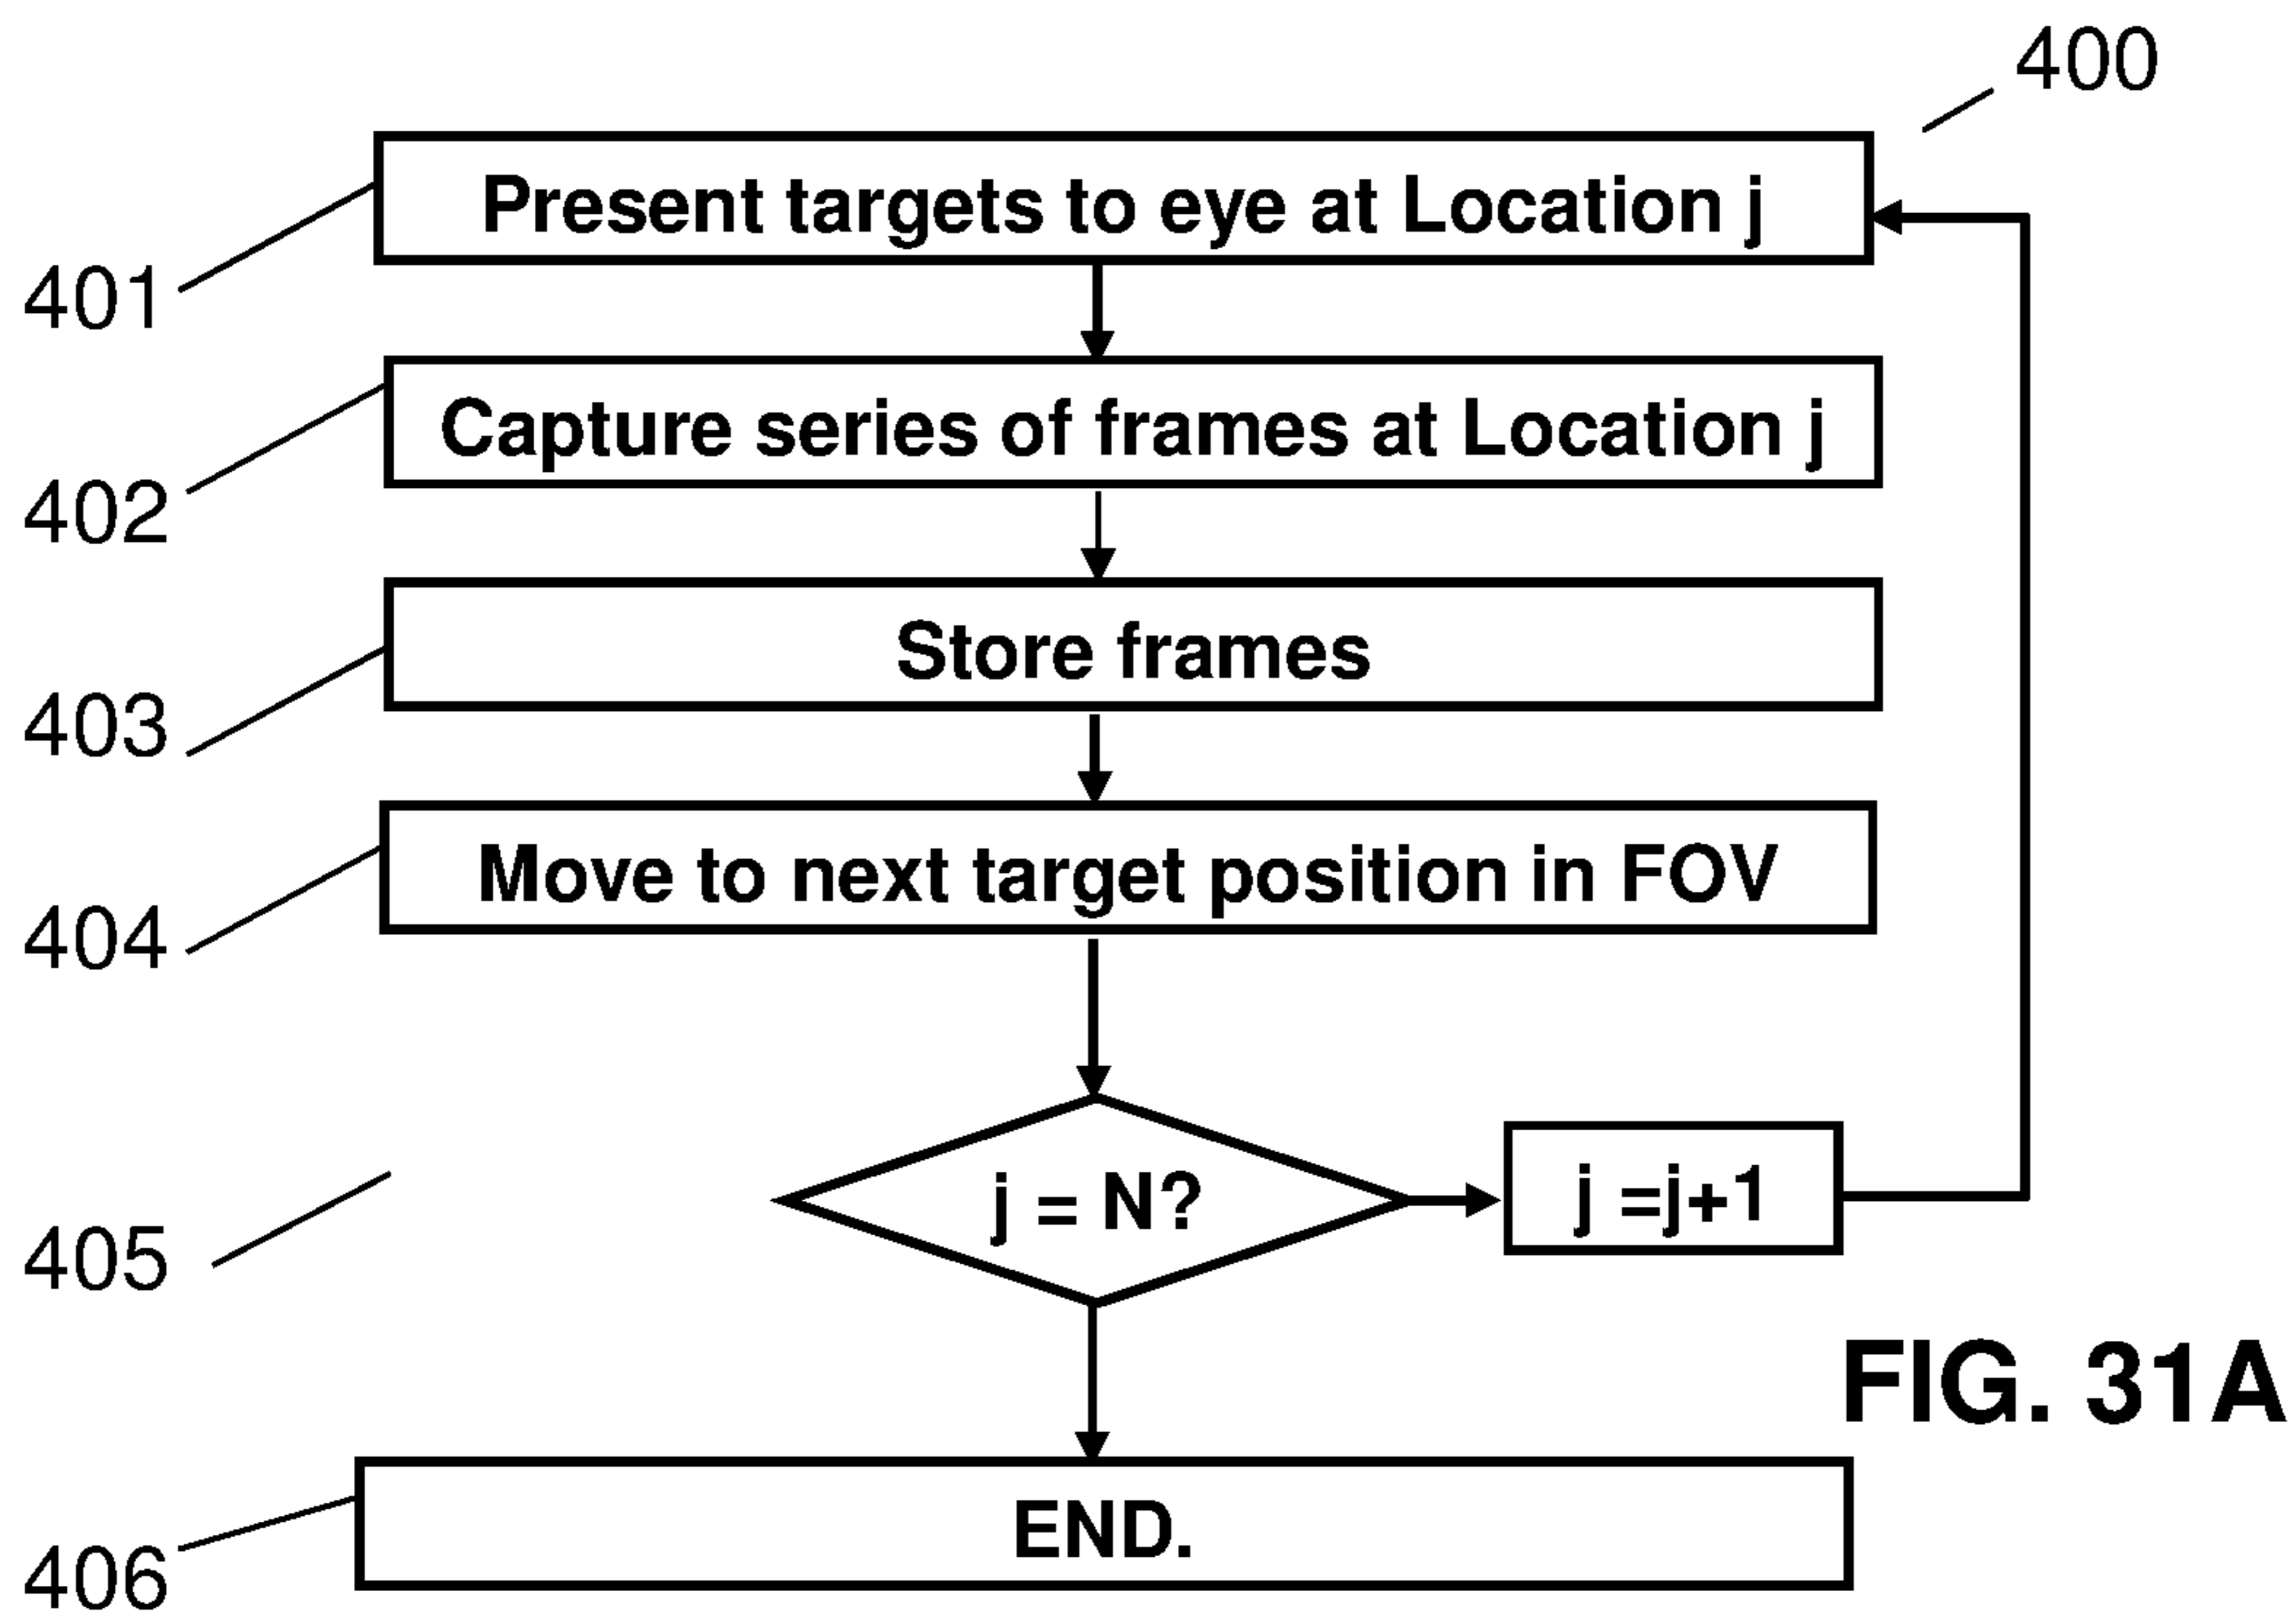 400
Present targets to eye at Location j
401
Capture series of frames at Location j
402
Store frames
403
Move to next target position in FOV
404
j = N?
j =j+1
405
FIG. 31A
END.
406